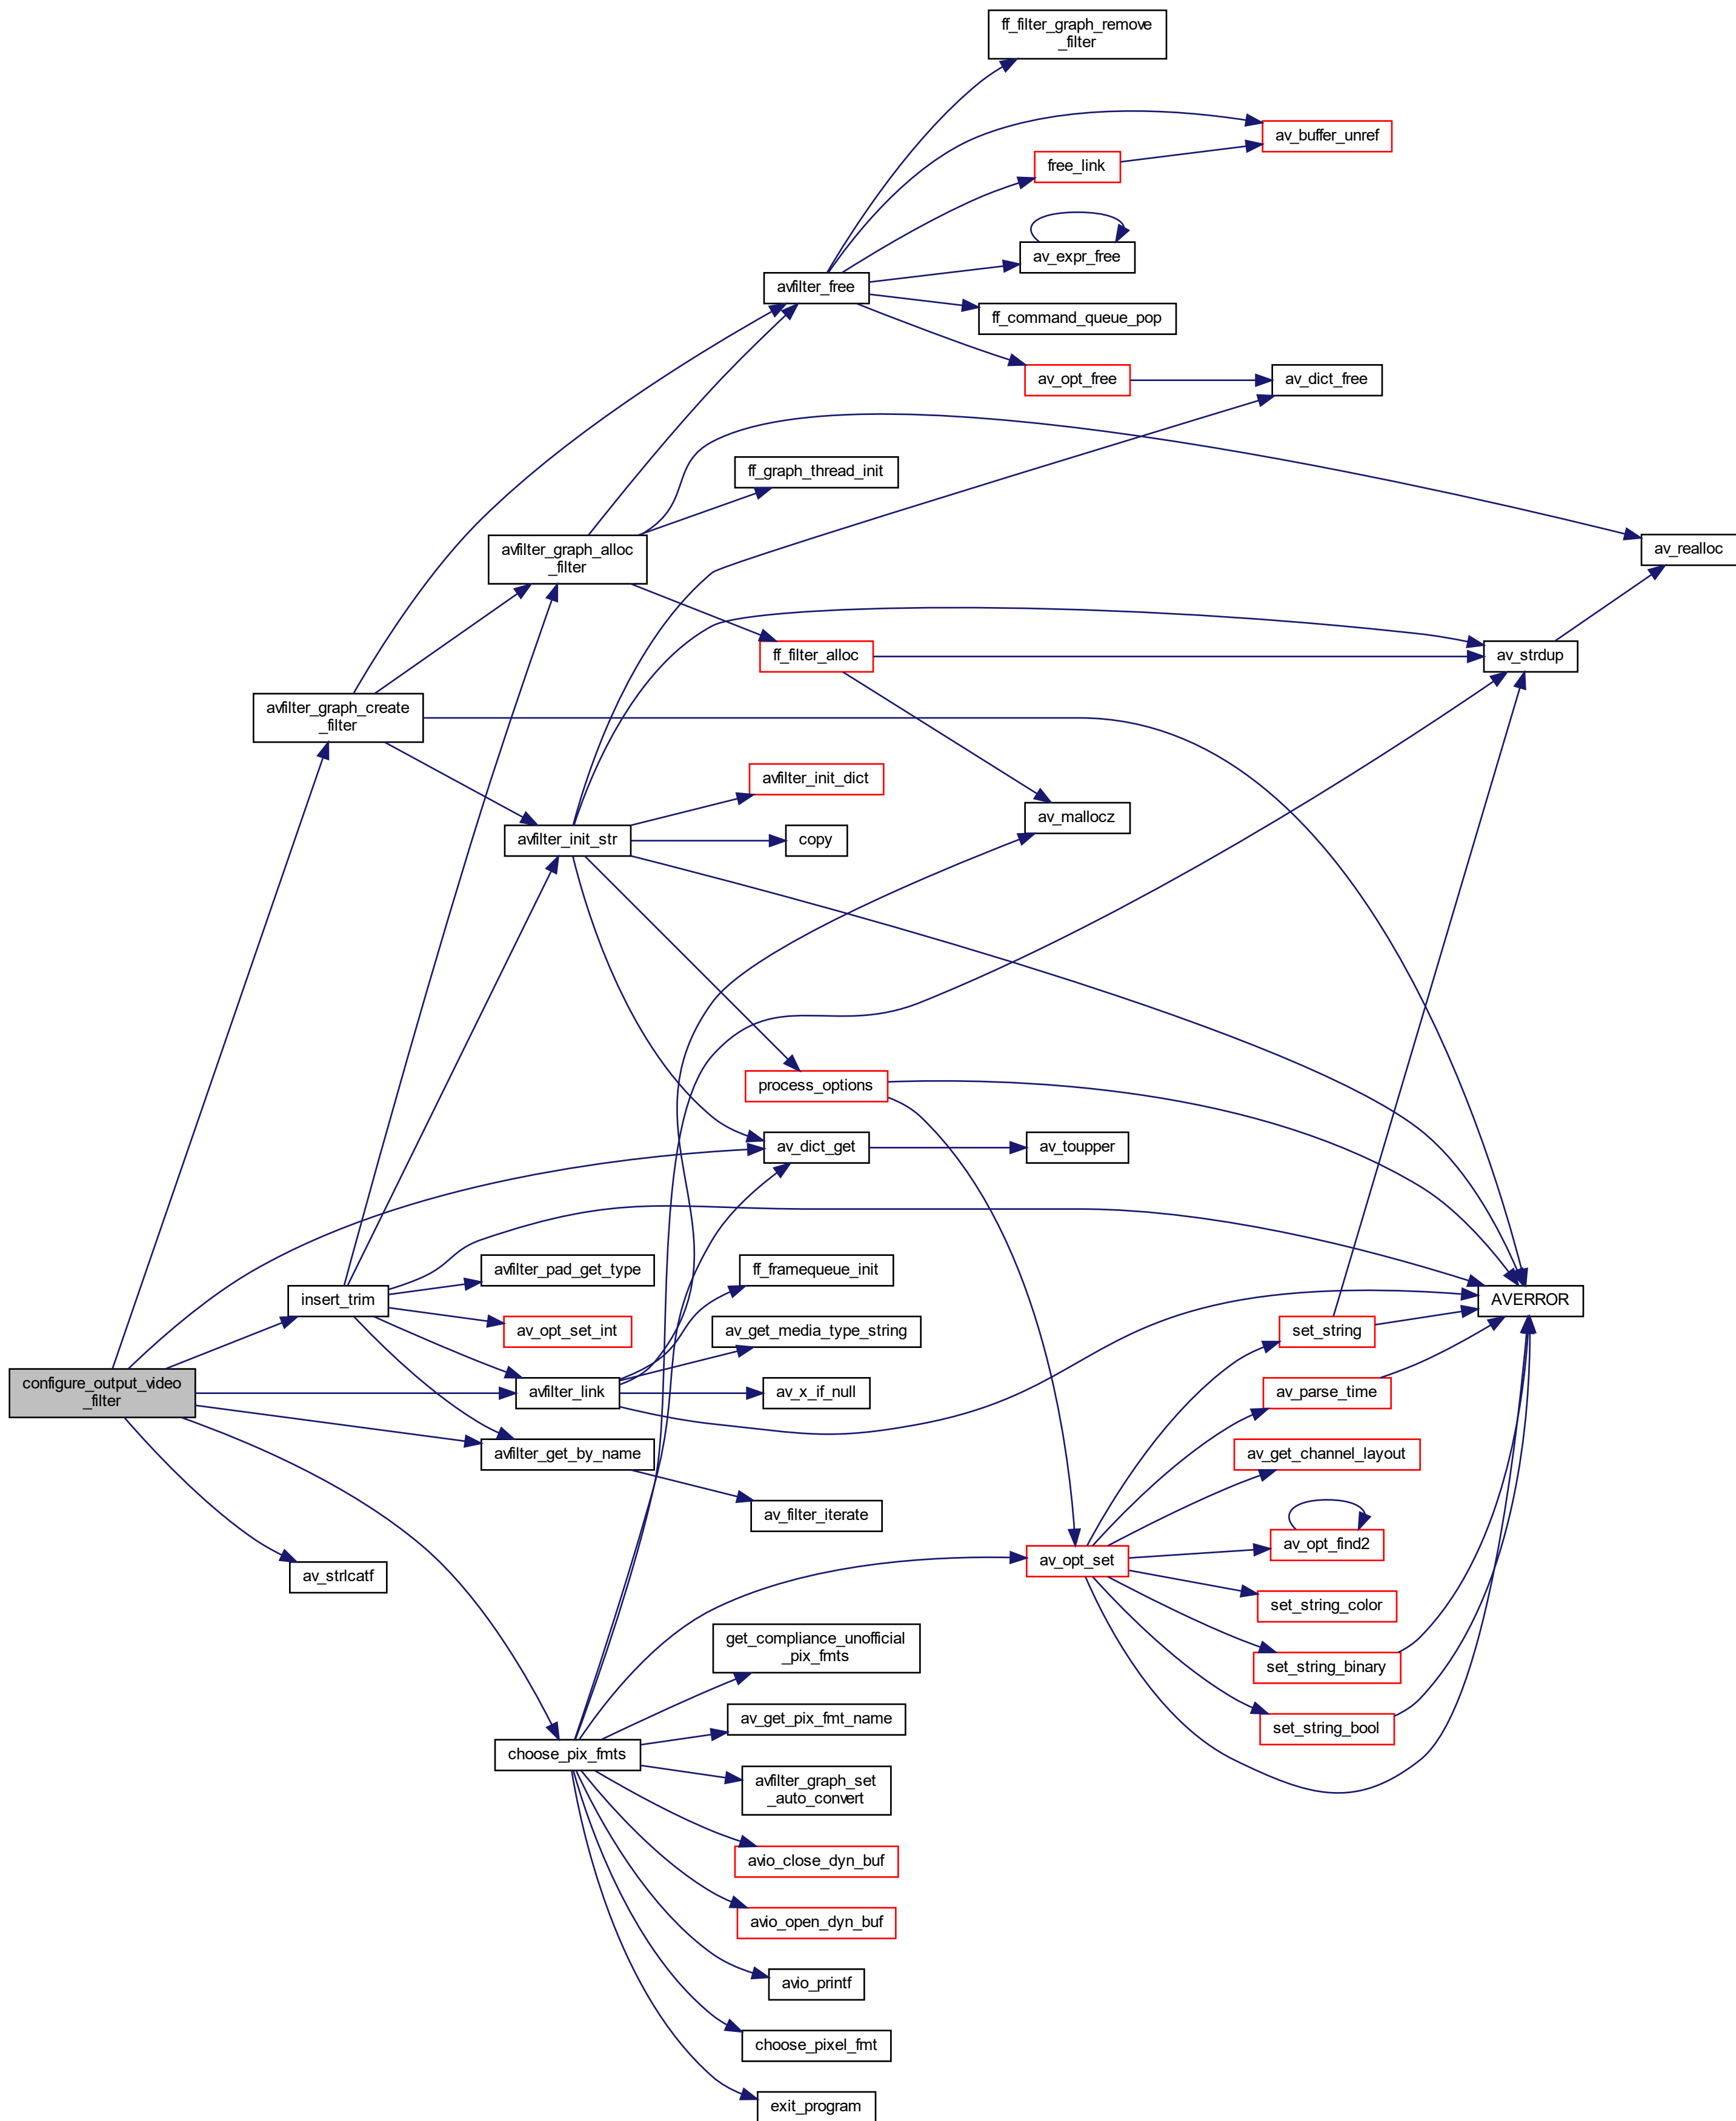 ff_filter_graph_remove
_filter
av_buffer_unref
free_link
av_expr_free
avfilter_free
ff_command_queue_pop
av_opt_free
av_dict_free
ff_graph_thread_init
avfilter_graph_alloc
_filter
av_realloc
ff_filter_alloc
av_strdup
avfilter_graph_create
_filter
avfilter_init_dict
av_mallocz
avfilter_init_str
copy
process_options
av_dict_get
av_toupper
avfilter_pad_get_type
ff_framequeue_init
insert_trim
AVERROR
av_opt_set_int
av_get_media_type_string
set_string
configure_output_video
_filter
avfilter_link
av_x_if_null
av_parse_time
avfilter_get_by_name
av_get_channel_layout
av_filter_iterate
av_opt_find2
av_strlcatf
av_opt_set
set_string_color
get_compliance_unofficial
_pix_fmts
set_string_binary
av_get_pix_fmt_name
set_string_bool
choose_pix_fmts
avfilter_graph_set
_auto_convert
avio_close_dyn_buf
avio_open_dyn_buf
avio_printf
choose_pixel_fmt
exit_program